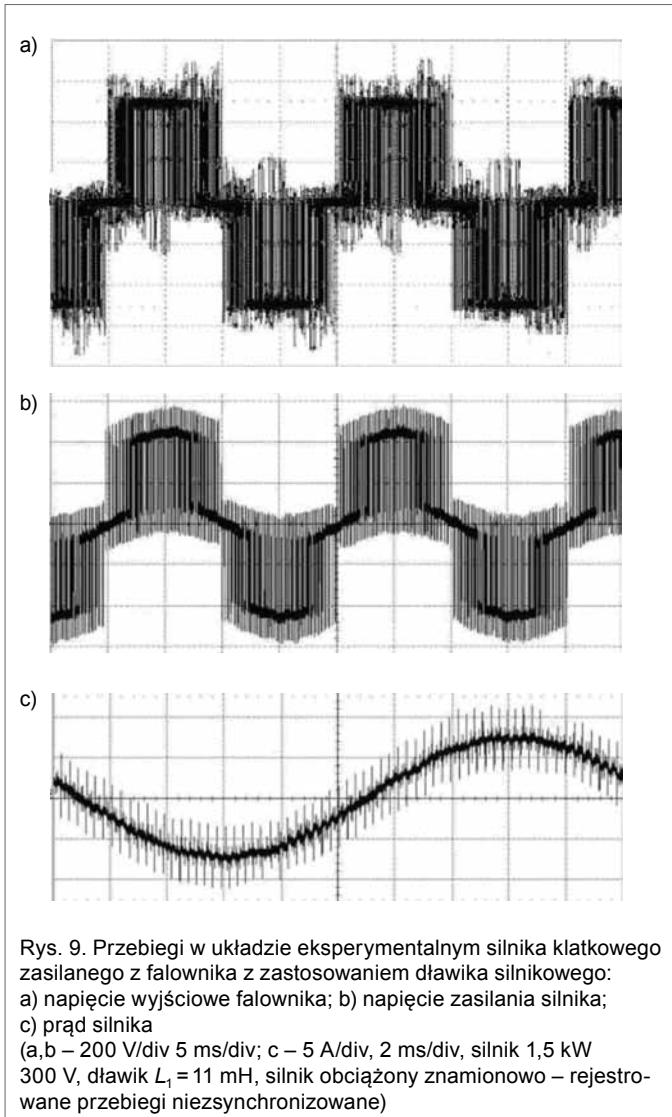 a)
b)
c)
Rys. 9. Przebiegi w układzie eksperymentalnym silnika klatkowego
zasilanego z falownika z zastosowaniem dławika silnikowego:
a) napięcie wyjściowe falownika; b) napięcie zasilania silnika;
c) prąd silnika
(a,b – 200 V/div 5 ms/div; c – 5 A/div, 2 ms/div, silnik 1,5 kW
300 V, dławik L₁ = 11 mH, silnik obciążony znamionowo – rejestro-
wane przebiegi niezsynchronizowane)